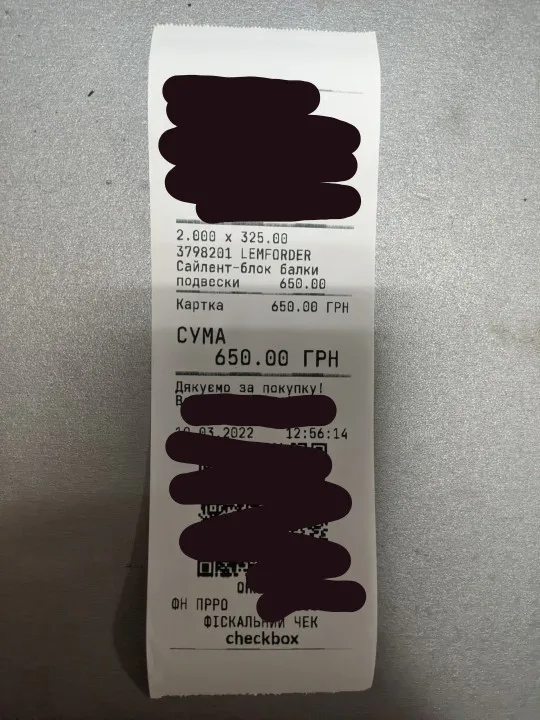 2.000 x 325.00
3798201 LEMFORDER
Сайлент-блок балки
подвески 650.00
Картка 650.00 ГРН
СУМА
650.00 ГРН
Дякуємо за покупку!
.03.2022 12:56:14
ФН ПРРО
ФІСКАЛЬНИЙ ЧЕК
checkbox